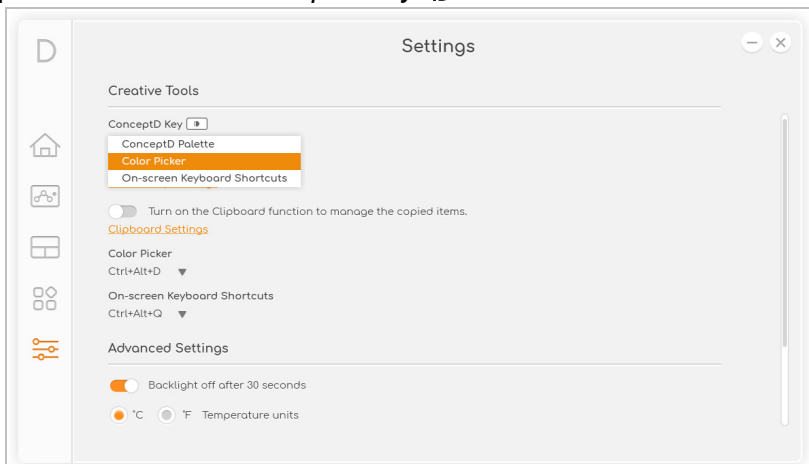 D
Settings
Creative Tools
ConceptD Key
ConceptD Palette
Color Picker
On-screen Keyboard Shortcuts
Turn on the Clipboard function to manage the copied items.
Clipboard Settings
Color Picker
Ctrl+Alt+D
On-screen Keyboard Shortcuts
Ctrl+Alt+Q
Advanced Settings
Backlight off after 30 seconds
°C °F Temperature units